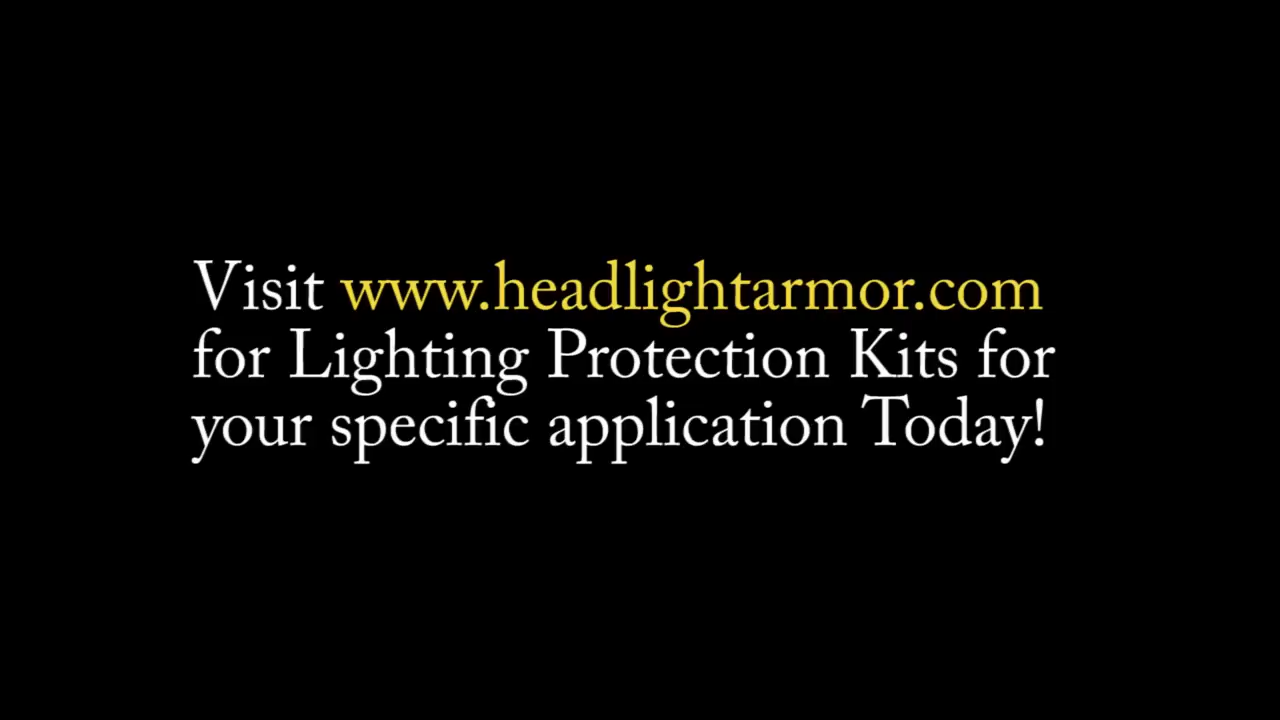 Visit www.headlightarmor.com
for Lighting Protection Kits for
your specific application Today!